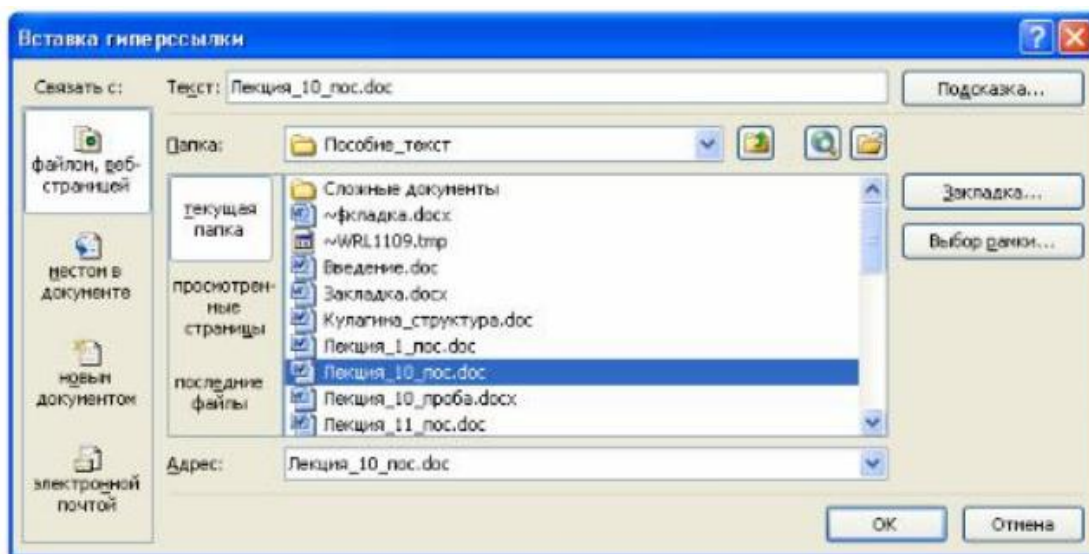 Вставка гиперссылки
Связать с:
Текст: Лекция_10_пос.doc
Подсказка...
файлом, веб-
страницей
Папка:
Пособие_текст
текущая
папка
Сложные документы
~$кладка.docx
~WRL1109.tmp
Введение.doc
Закладка.docx
Кулагина_структура.doc
Лекция_1_пос.doc
Лекция_10_пос.doc
Лекция_10_проба.docx
Лекция_11_пос.doc
Закладка...
Выбор рамки...
местом в
документе
просмотрен-
ные
страницы
новым
документом
последние
файлы
электронной
почтой
Адрес:
Лекция_10_пос.doc
ОК
Отмена